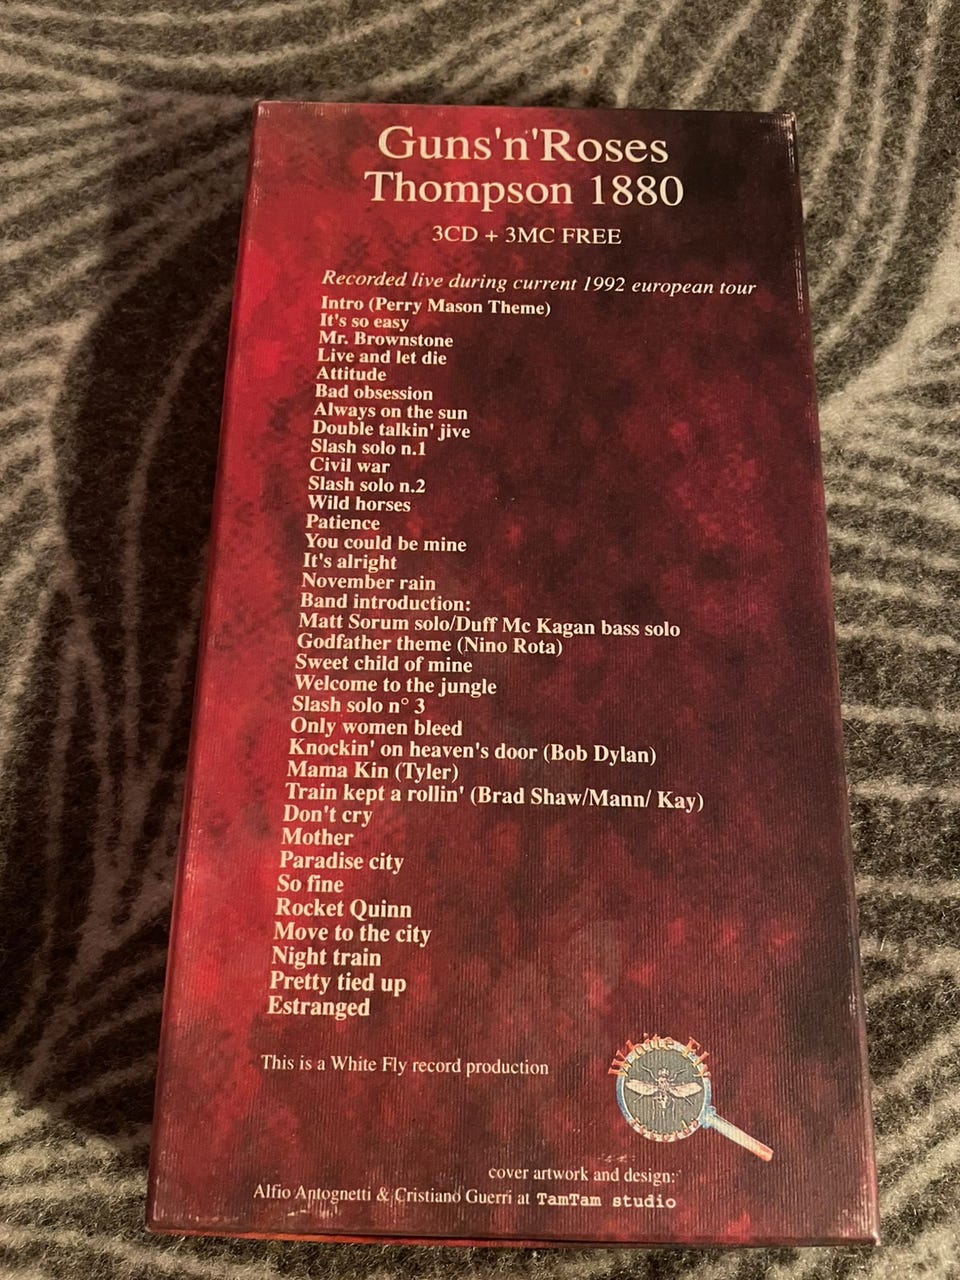 Guns'n'Roses
Thompson 1880
3CD + 3MC FREE
Recorded live during current 1992 european tour
Intro (Perry Mason Theme)
It's so easy
Mr. Brownstone
Live and let die
Attitude
Bad obsession
Always on the sun
Double talkin' jive
Slash solo n.1
Civil war
Slash solo n.2
Wild horses
Patience
You could be mine
It's alright
November rain
Band introduction:
Matt Sorum solo/Duff Mc Kagan bass solo
Godfather theme (Nino Rota)
Sweet child of mine
Welcome to the jungle
Slash solo n° 3
Only women bleed
Knockin' on heaven's door (Bob Dylan)
Mama Kin (Tyler)
Train kept a rollin' (Brad Shaw/Mann/ Kay)
Don't cry
Mother
Paradise city
So fine
Rocket Quinn
Move to the city
Night train
Pretty tied up
Estranged
This is a White Fly record production
White Fly
records
cover artwork and design:
Alfio Antognetti & Cristiano Guerri at TamTam studio